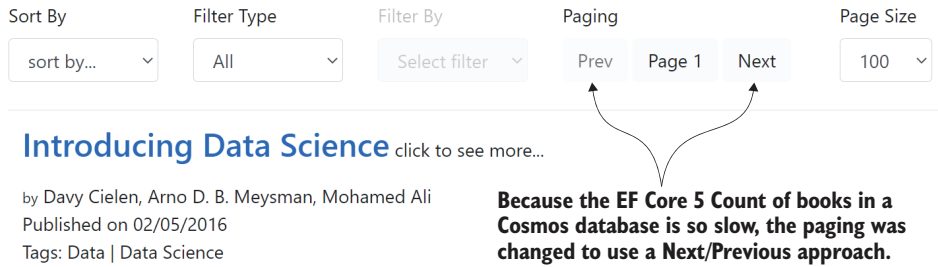 Sort By Filter Type Filter By Paging Page Size
sort by... All Select filter Prev Page 1 Next 100
Introducing Data Science click to see more...
by Davy Cielen, Arno D. B. Meysman, Mohamed Ali
Published on 02/05/2016
Tags: Data | Data Science
Because the EF Core 5 Count of books in a
Cosmos database is so slow, the paging was
changed to use a Next/Previous approach.